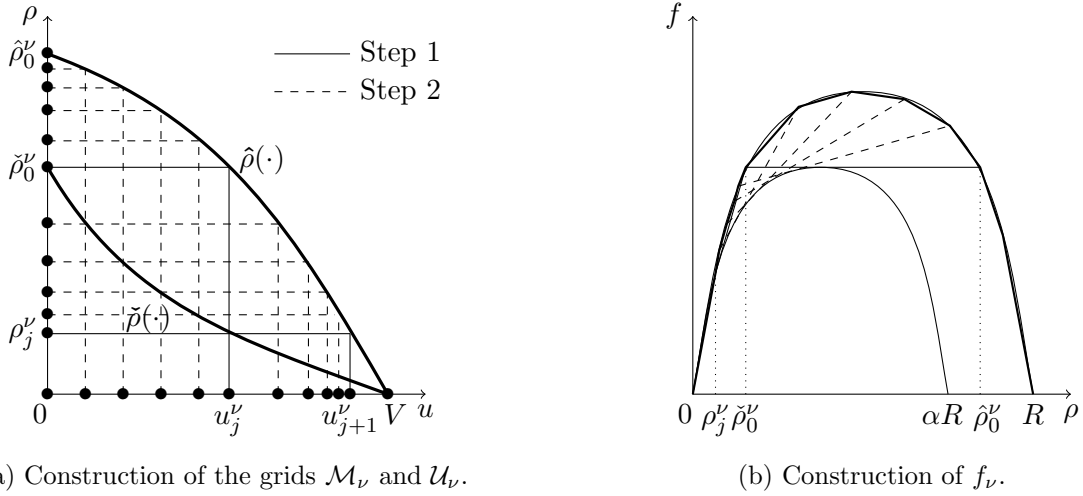 ρ
ρ̂₀^ν
Step 1
Step 2
ρ̌₀^ν
ρ̂(·)
ρ̌(·)
ρ_j^ν
0
u_j^ν
u_{j+1}^ν
V
u
f
0
ρ_j^ν
ρ̌₀^ν
αR
ρ̂₀^ν
R
ρ
) Construction of the grids ℳ_ν and 𝒰_ν.
(b) Construction of f_ν.